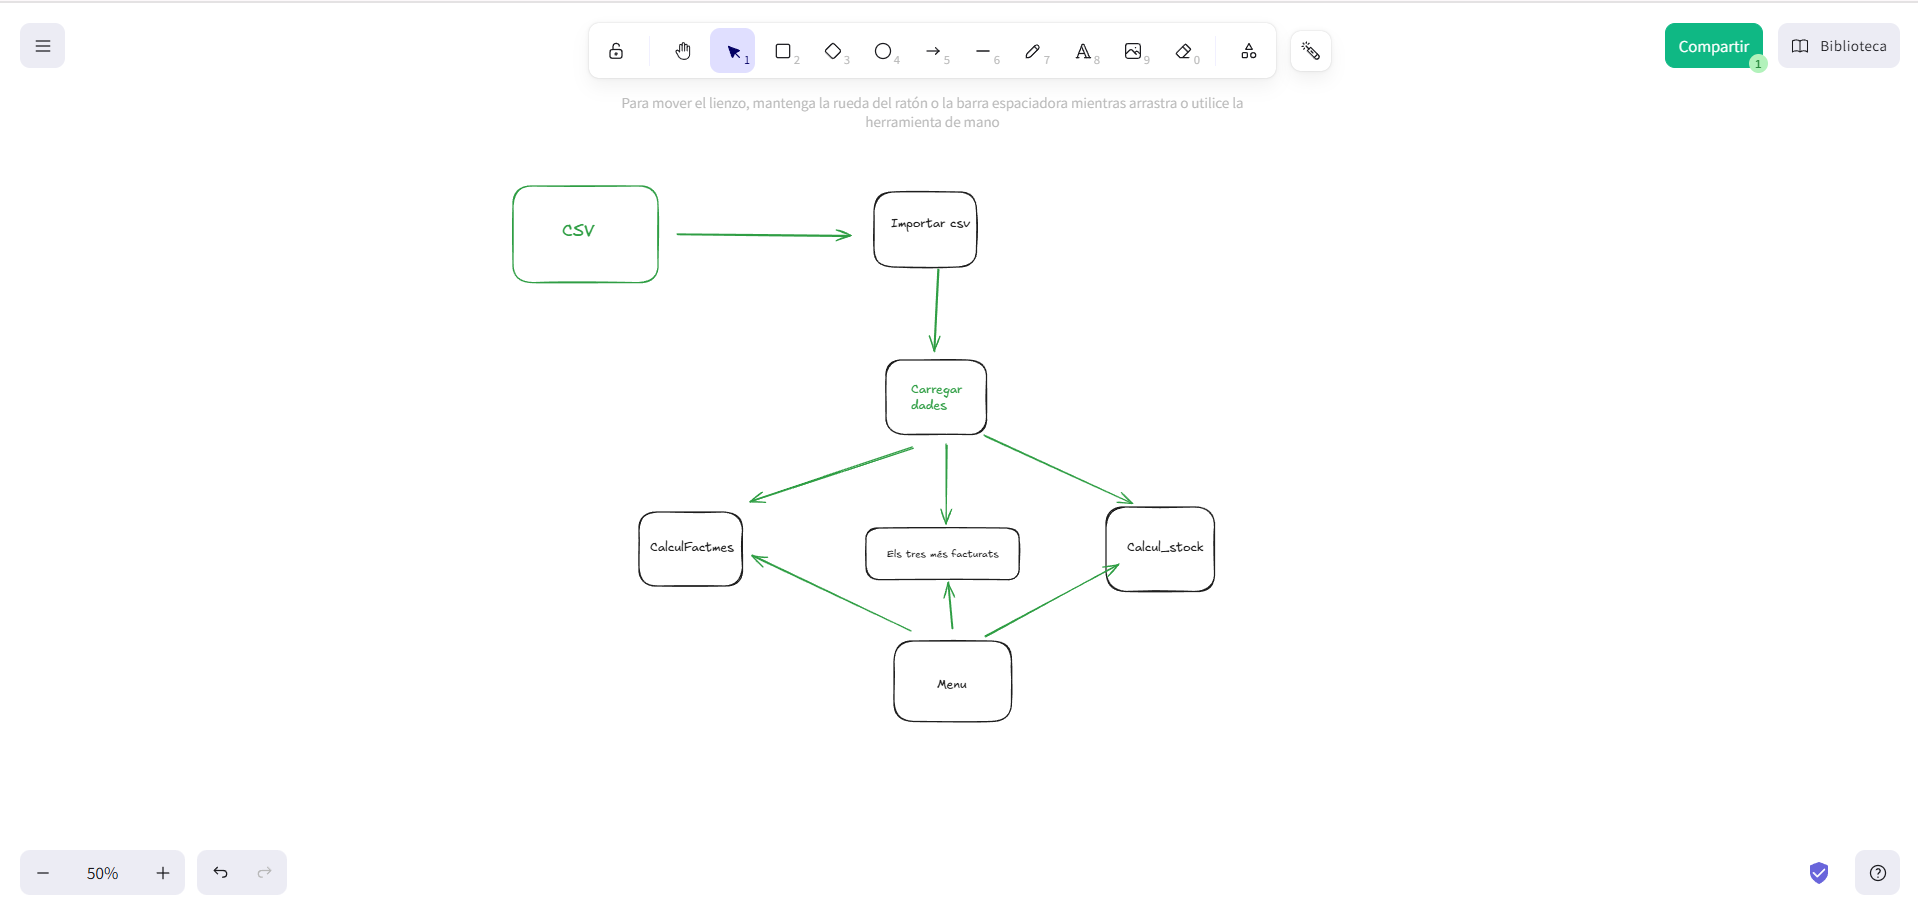 1
2
3
4
5
6
7
8
9
0
Compartir
1
Biblioteca
Para mover el lienzo, mantenga la rueda del ratón o la barra espaciadora mientras arrastra o utilice la
herramienta de mano
CSV
Importar csv
Carregar
dades
CalculFactmes
Els tres més facturats
Calcul_stock
Menu
50%